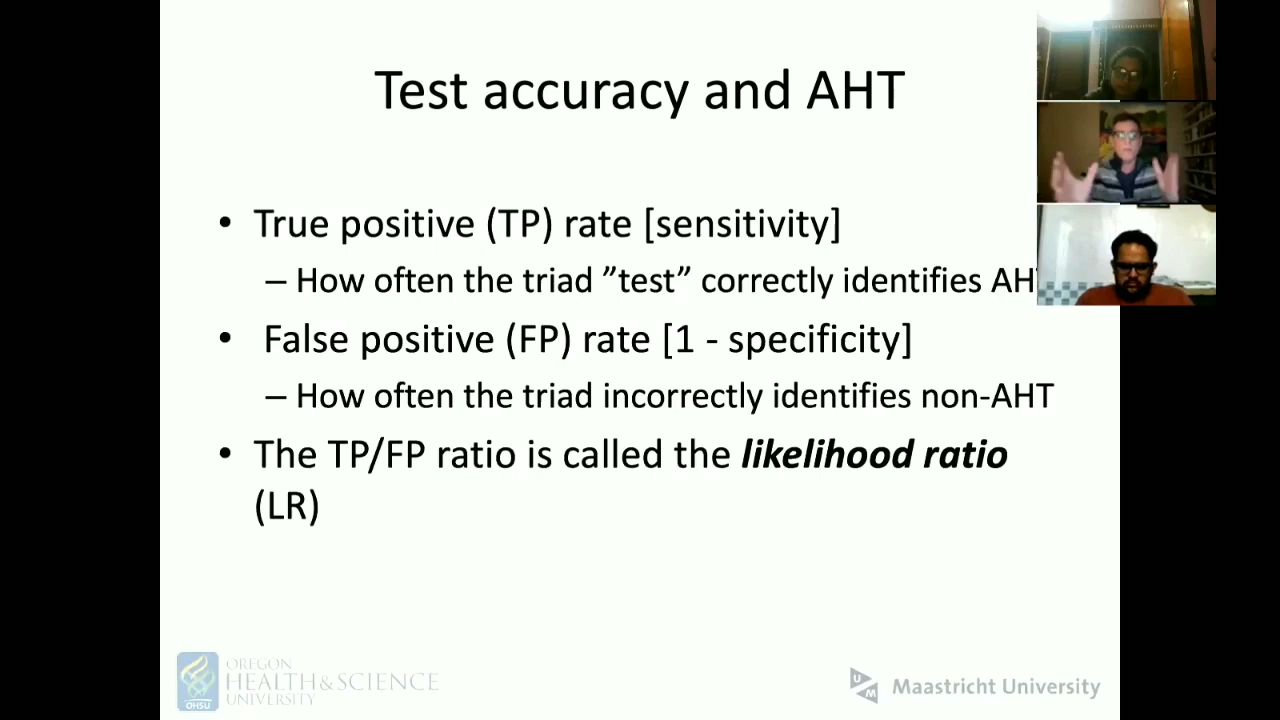 Test accuracy and AHT
• True positive (TP) rate [sensitivity]
– How often the triad ”test” correctly identifies
• False positive (FP) rate [1 - specificity]
– How often the triad incorrectly identifies non-AHT
• The TP/FP ratio is called the likelihood ratio
(LR)
OREGON
HEALTH&SCIENCE
UNIVERSITY
OHSU
UM
Maastricht University